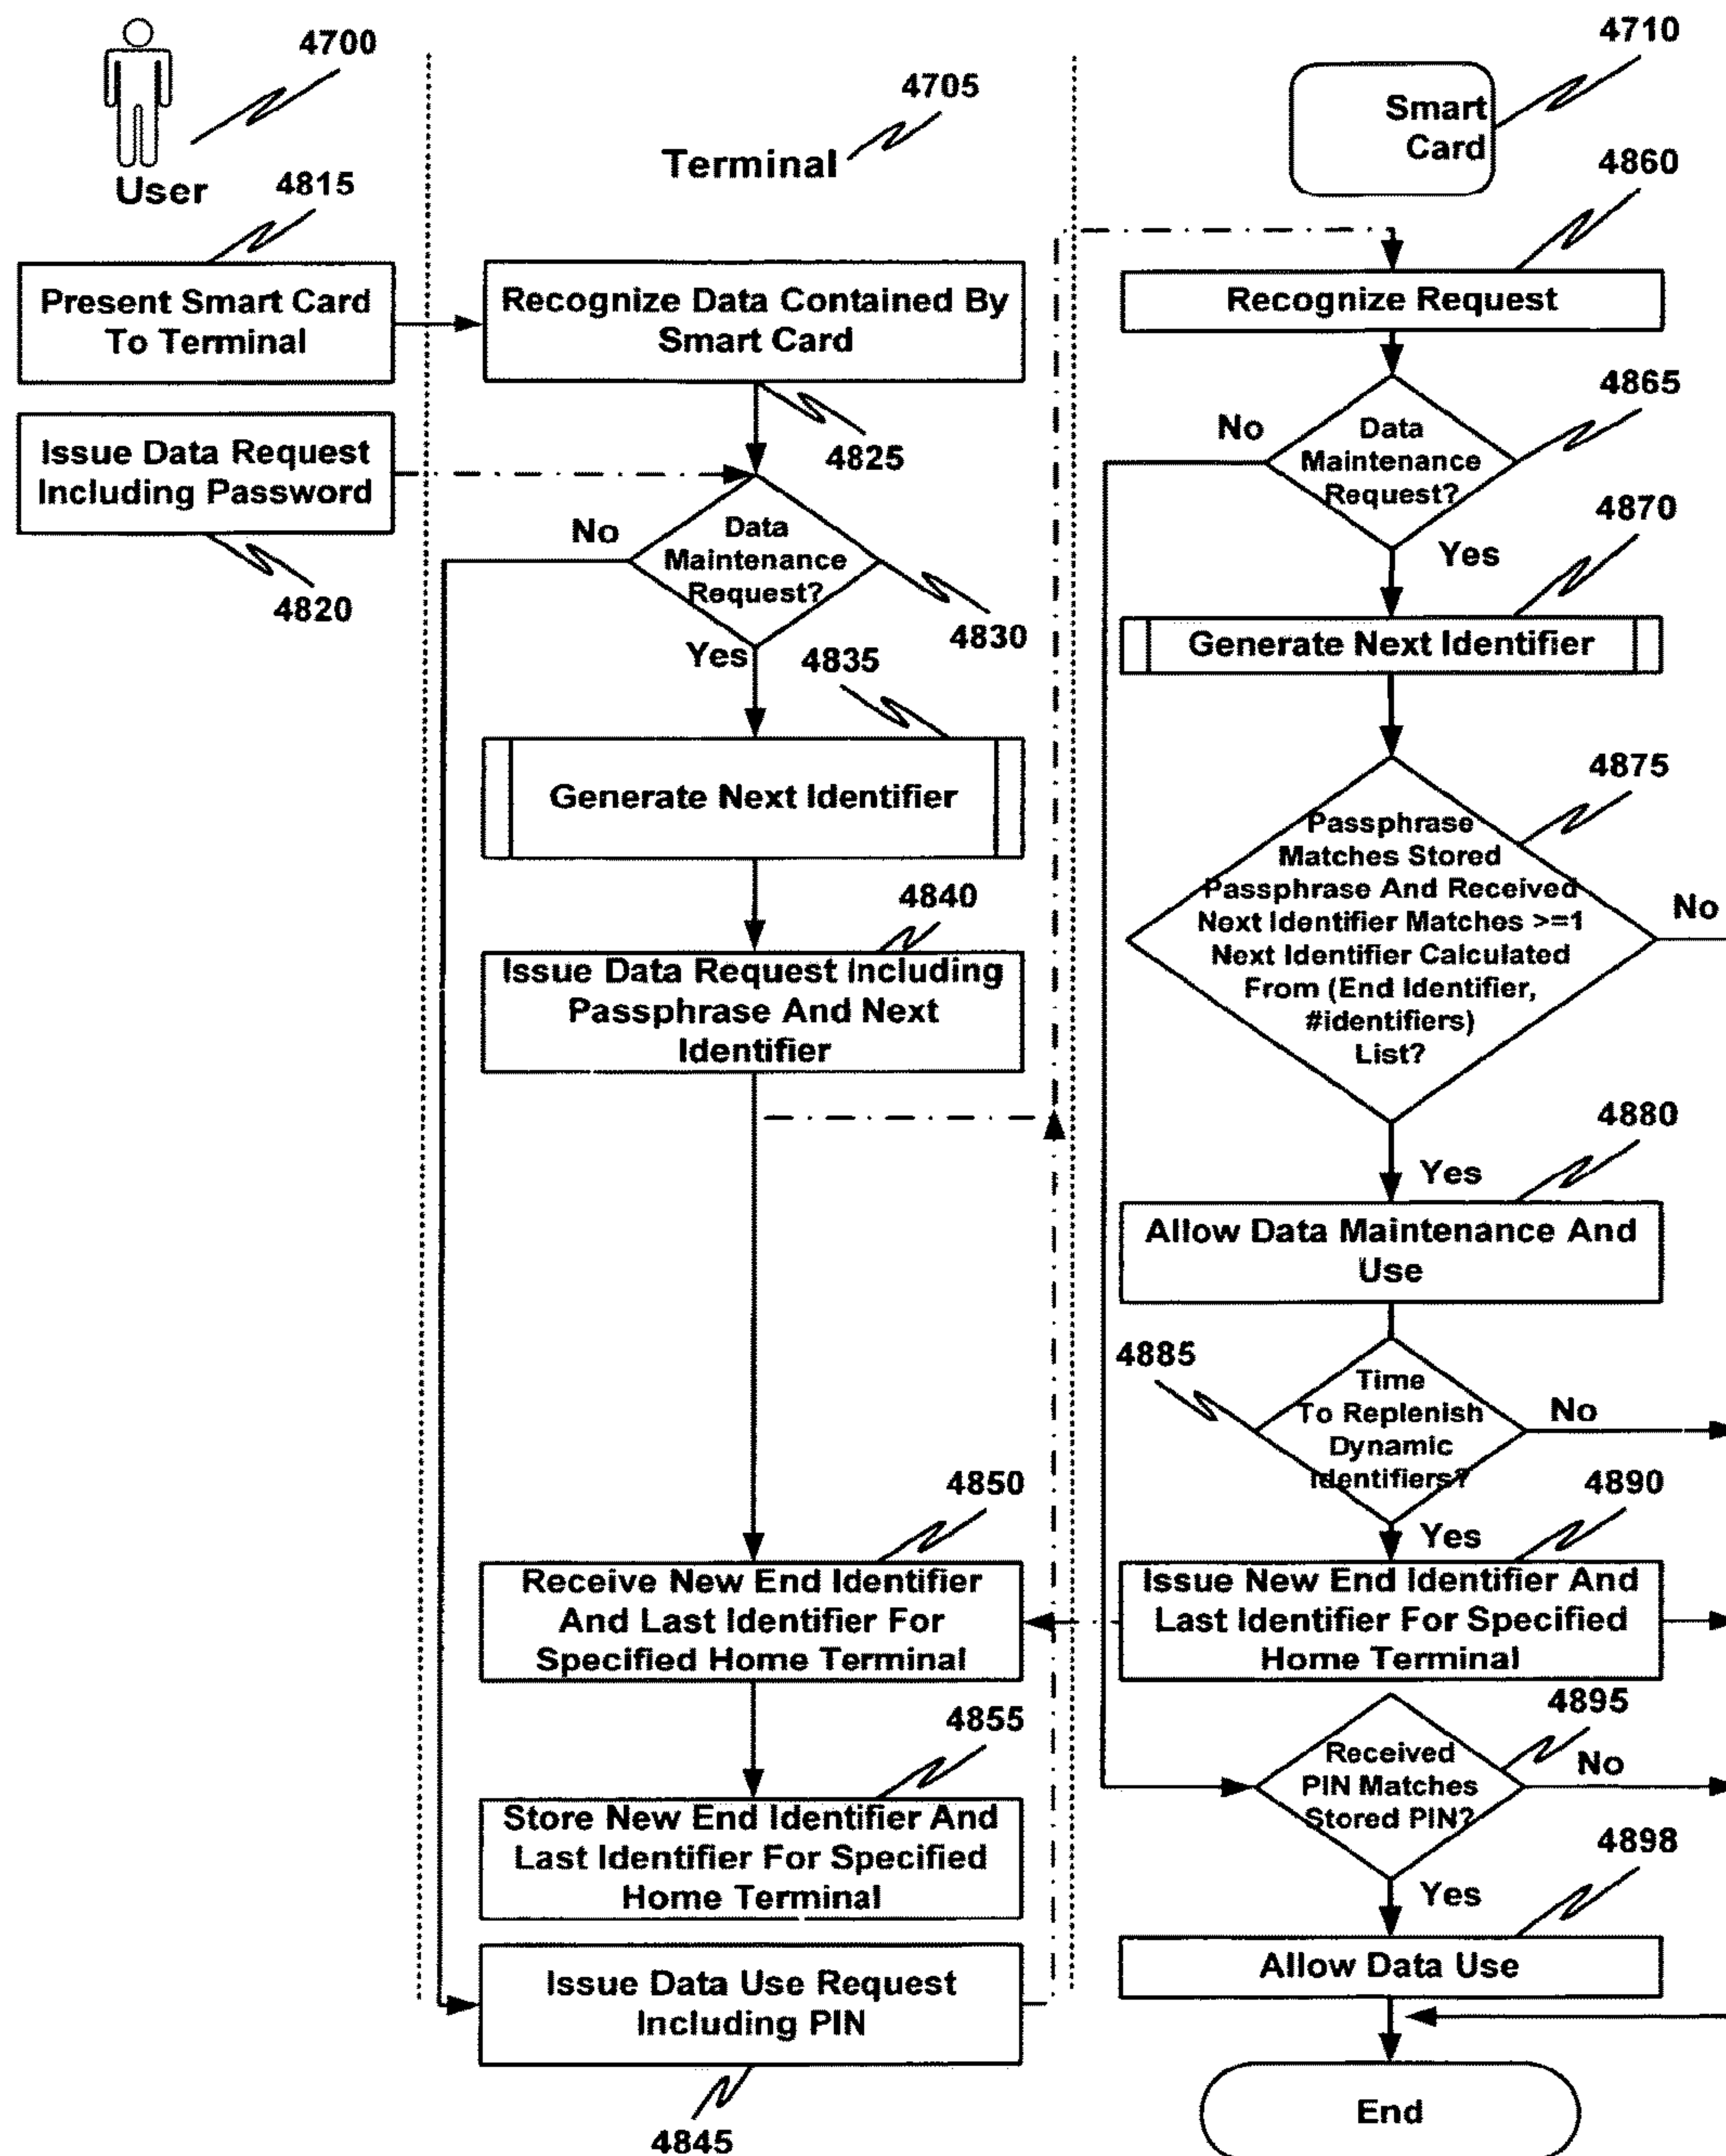 4700
User
4705
Terminal
4710
Smart
Card
4815
Present Smart Card
To Terminal
Issue Data Request
Including Password
4820
Recognize Data Contained By
Smart Card
4825
Data
Maintenance
Request?
No
Yes
4830
4835
Generate Next Identifier
4840
Issue Data Request Including
Passphrase And Next
Identifier
4850
Receive New End Identifier
And Last Identifier For
Specified Home Terminal
4855
Store New End Identifier And
Last Identifier For Specified
Home Terminal
Issue Data Use Request
Including PIN
4845
4860
Recognize Request
4865
Data
Maintenance
Request?
No
Yes
4870
Generate Next Identifier
4875
Passphrase
Matches Stored
Passphrase And Received
Next Identifier Matches >=1
Next Identifier Calculated
From (End Identifier,
#identifiers)
List?
No
Yes
4880
Allow Data Maintenance And
Use
4885
Time
To Replenish
Dynamic
Identifiers?
No
Yes
4890
Issue New End Identifier And
Last Identifier For Specified
Home Terminal
4895
Received
PIN Matches
Stored PIN?
No
Yes
4898
Allow Data Use
End